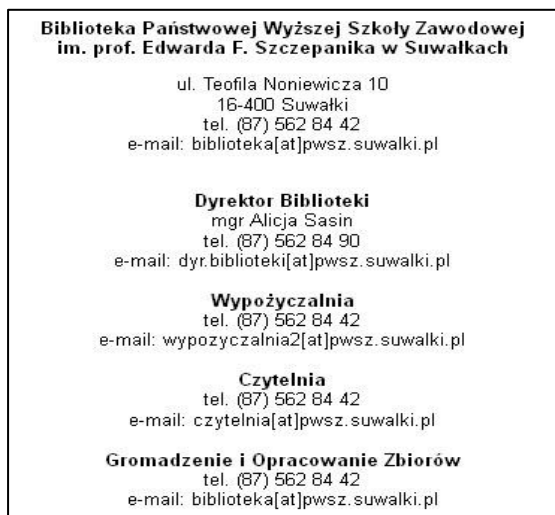 Biblioteka Państwowej Wyższej Szkoły Zawodowej
im. prof. Edwarda F. Szczepanika w Suwałkach
ul. Teofila Noniewicza 10
16-400 Suwałki
tel. (87) 562 84 42
e-mail: biblioteka[at]pwsz.suwalki.pl
Dyrektor Biblioteki
mgr Alicja Sasin
tel. (87) 562 84 90
e-mail: dyr.biblioteki[at]pwsz.suwalki.pl
Wypożyczalnia
tel. (87) 562 84 42
e-mail: wypozyczalnia2[at]pwsz.suwalki.pl
Czytelnia
tel. (87) 562 84 42
e-mail: czytelnia[at]pwsz.suwalki.pl
Gromadzenie i Opracowanie Zbiorów
tel. (87) 562 84 42
e-mail: biblioteka[at]pwsz.suwalki.pl